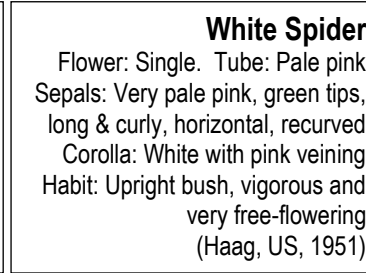 White Spider
Flower: Single.  Tube: Pale pink
Sepals: Very pale pink, green tips,
long & curly, horizontal, recurved
Corolla: White with pink veining
Habit: Upright bush, vigorous and
very free-flowering
(Haag, US, 1951)